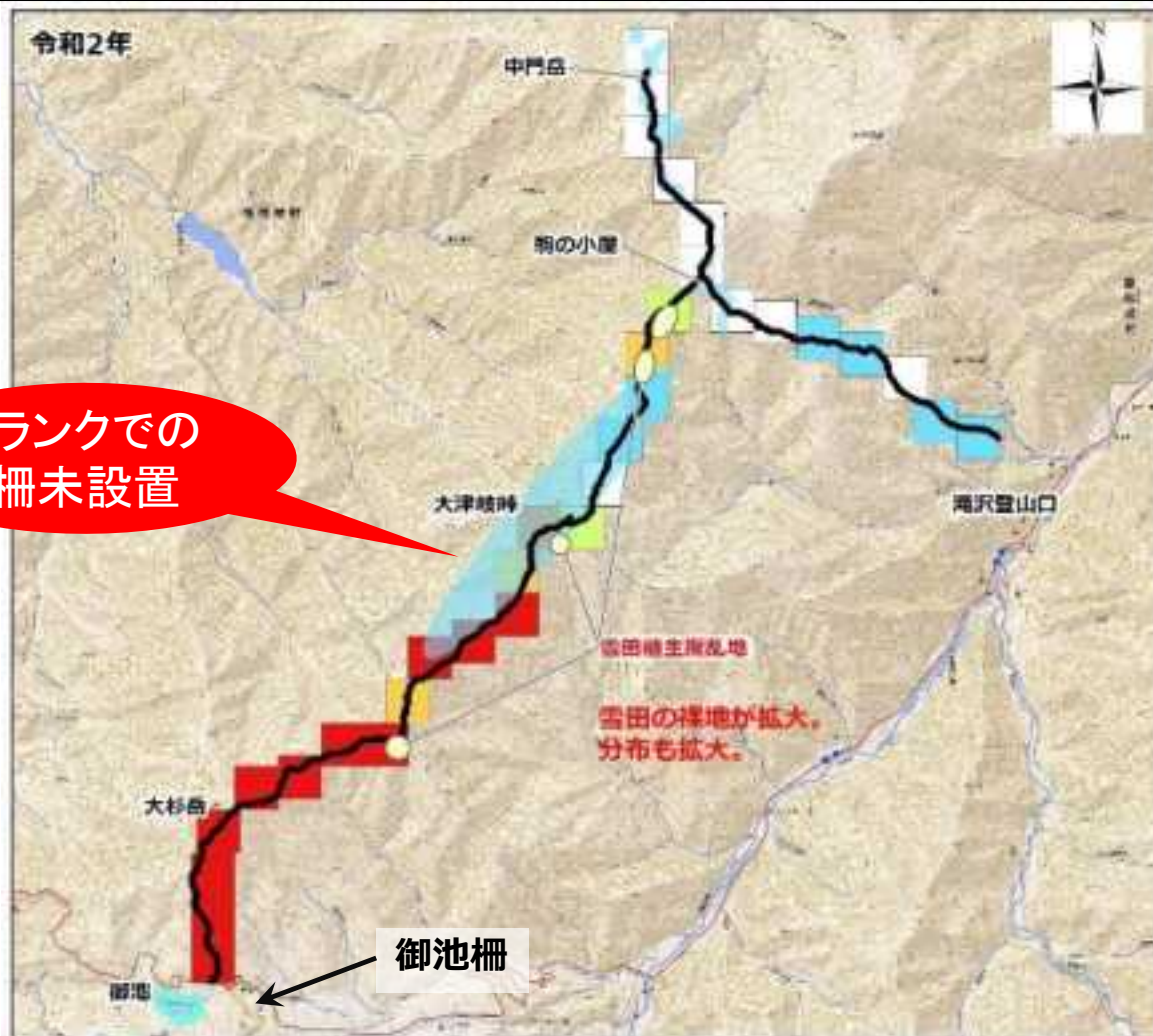 令和2年
N
中門岳
駒の小屋
ランクでの
柵未設置
大津岐峠
滝沢登山口
雪田植生撹乱地
雪田の裸地が拡大。
分布も拡大。
大杉岳
御池柵
御池